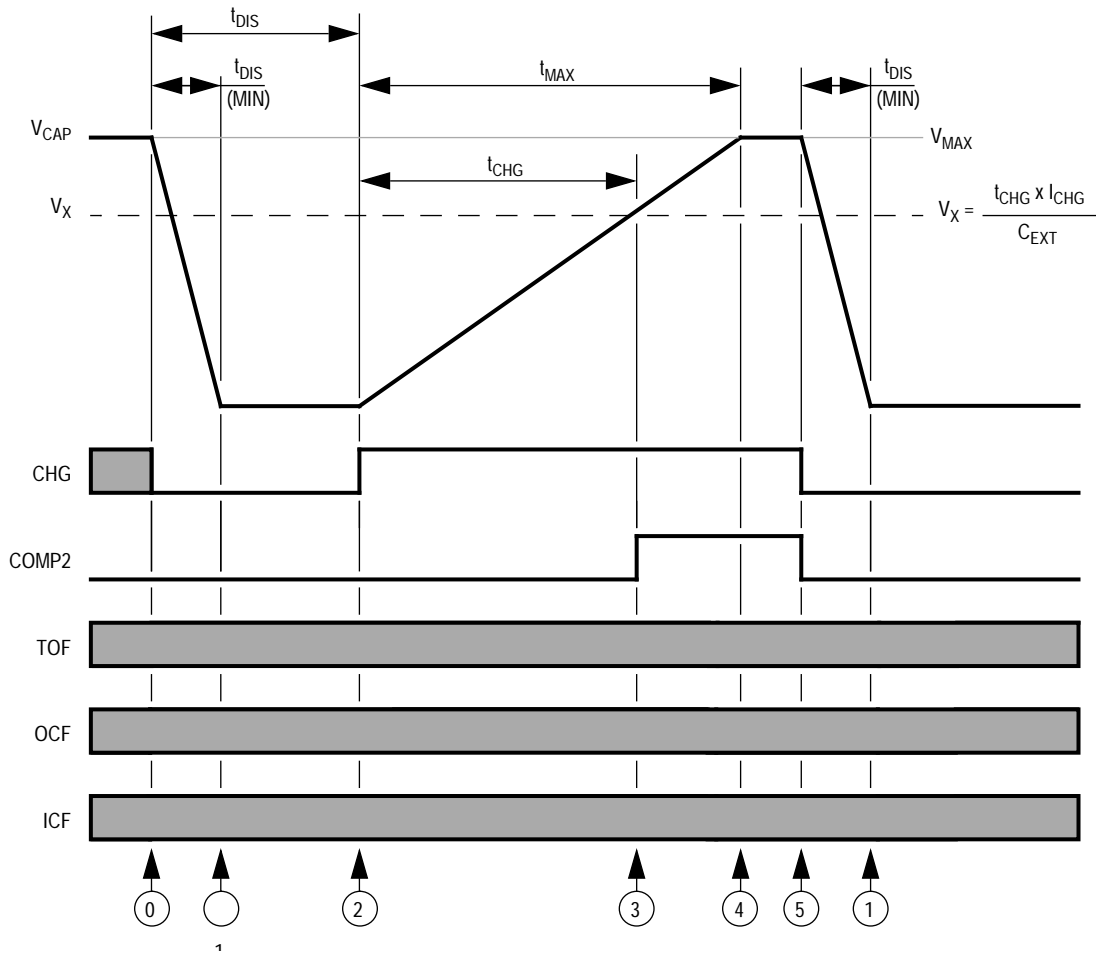 tDIS
tDIS
(MIN)
tMAX
tDIS
(MIN)
VCAP
VMAX
tCHG
VX
VX = tCHG x ICHG
CEXT
CHG
COMP2
TOF
OCF
ICF
0
2
3
4
5
1